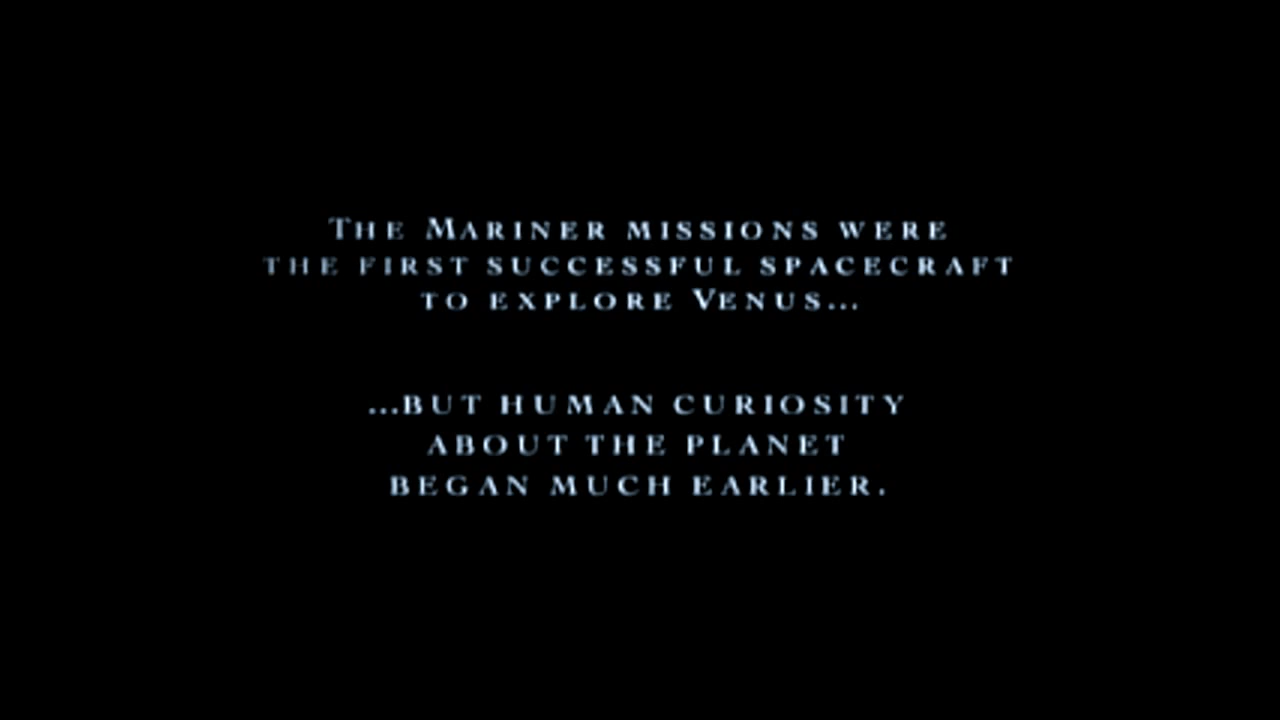 The Mariner missions were
the first successful spacecraft
to explore Venus...
...but human curiosity
about the planet
began much earlier.